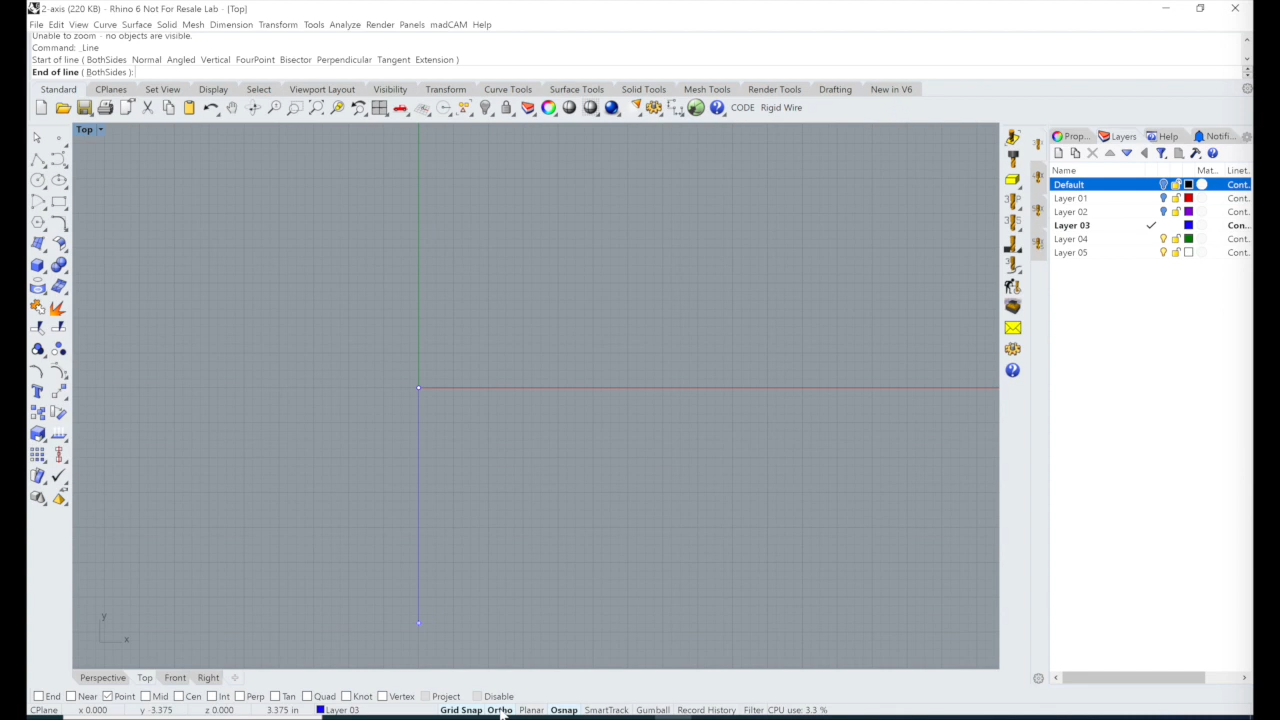 2-axis (220 KB) - Rhino 6 Not For Resale Lab - [Top]
File Edit View Curve Surface Solid Mesh Dimension Transform Tools Analyze Render Panels madCAM Help
Unable to zoom - no objects are visible.
Command: _Line
Start of line ( BothSides Normal Angled Vertical FourPoint Bisector Perpendicular Tangent Extension )
End of line ( BothSides ):
Standard CPlanes Set View Display Select Viewport Layout Visibility Transform Curve Tools Surface Tools Solid Tools Mesh Tools Render Tools Drafting New in V6
CODE Rigid Wire
Top
Prop... Layers Help Notifi...
Name Mat... Linet...
Default Cont...
Layer 01 Cont...
Layer 02 Cont...
Layer 03 Con...
Layer 04 Cont...
Layer 05 Cont...
y
x
Perspective Top Front Right
End Near Point Mid Cen Int Perp Tan Quad Knot Vertex Project Disable
CPlane x 0.000 y -3.375 z 0.000 3.375 in Layer 03 Grid Snap Ortho Planar Osnap SmartTrack Gumball Record History Filter CPU use: 3.3 %